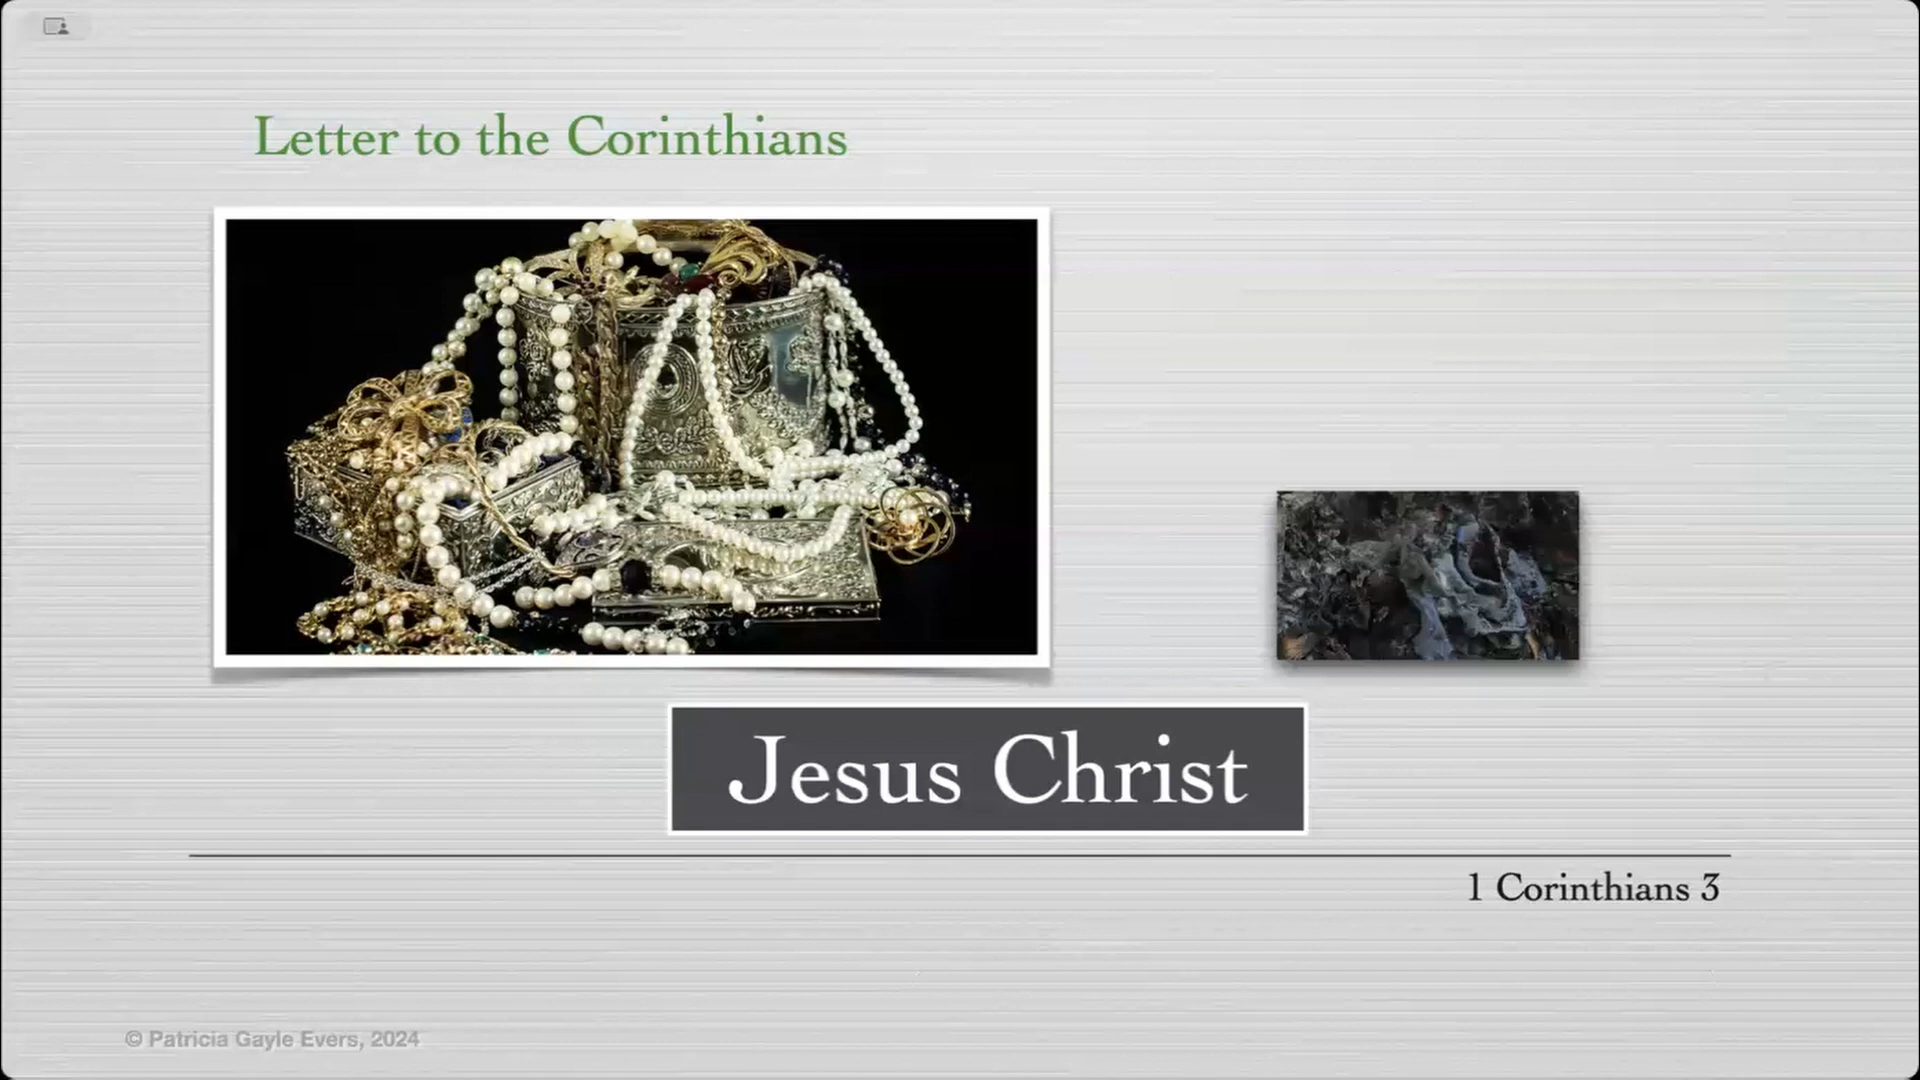 Letter to the Corinthians
Jesus Christ
1 Corinthians 3
© Patricia Gayle Evers, 2024